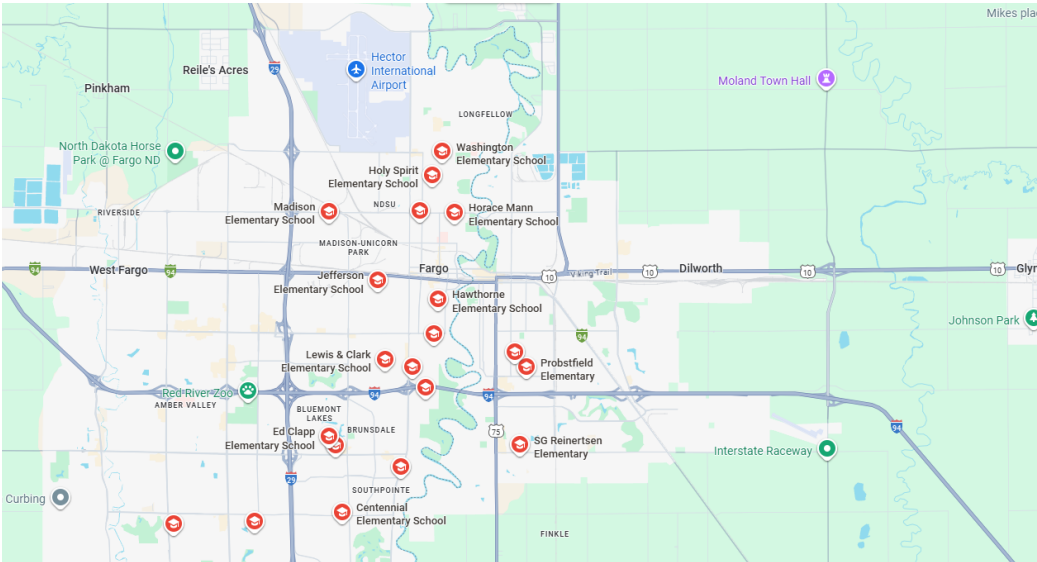 Mikes pla
Hector
International
Airport
29
Reile's Acres
Pinkham
Moland Town Hall
LONGFELLOW
North Dakota Horse
Park @ Fargo ND
Washington
Elementary School
Holy Spirit
Elementary School
Madison
Elementary School
NDSU
Horace Mann
Elementary School
RIVERSIDE
MADISON-UNICORN
PARK
94
West Fargo
94
Fargo
Jefferson
Elementary School
10
Viking Trail
10
Dilworth
10
10
Glyn
Hawthorne
Elementary School
Johnson Park
94
Lewis & Clark
Elementary School
Probstfield
Elementary
Red River Zoo
94
94
AMBER VALLEY
BLUEMONT
LAKES
94
Ed Clapp
Elementary School
BRUNSDALE
75
SG Reinertsen
Elementary
Interstate Raceway
29
SOUTHPOINTE
Curbing
Centennial
Elementary School
FINKLE